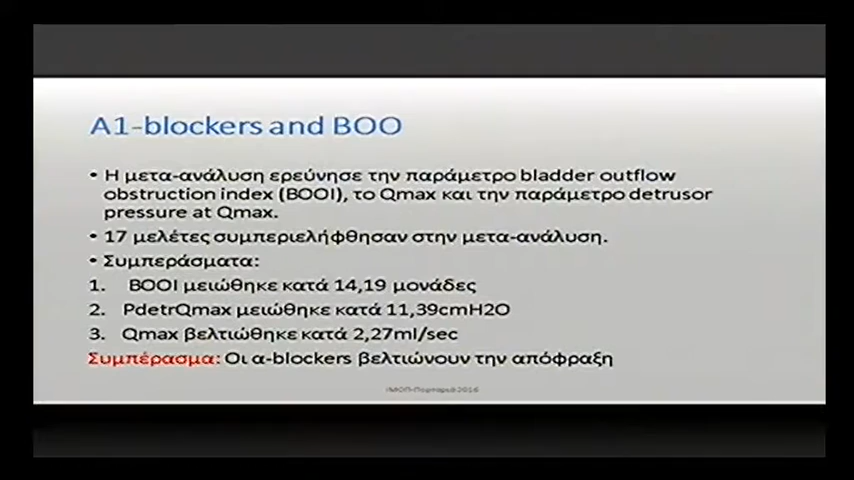 A1-blockers and BOO
• Η μετα-ανάλυση ερεύνησε την παράμετρο bladder outflow
obstruction index (BOOI), το Qmax και την παράμετρο detrusor
pressure at Qmax.
• 17 μελέτες συμπεριελήφθησαν στην μετα-ανάλυση.
• Συμπεράσματα:
1. BOOI μειώθηκε κατά 14,19 μονάδες
2. PdetrQmax μειώθηκε κατά 11,39cmH2O
3. Qmax βελτιώθηκε κατά 2,27ml/sec
Συμπέρασμα: Οι α-blockers βελτιώνουν την απόφραξη
2016